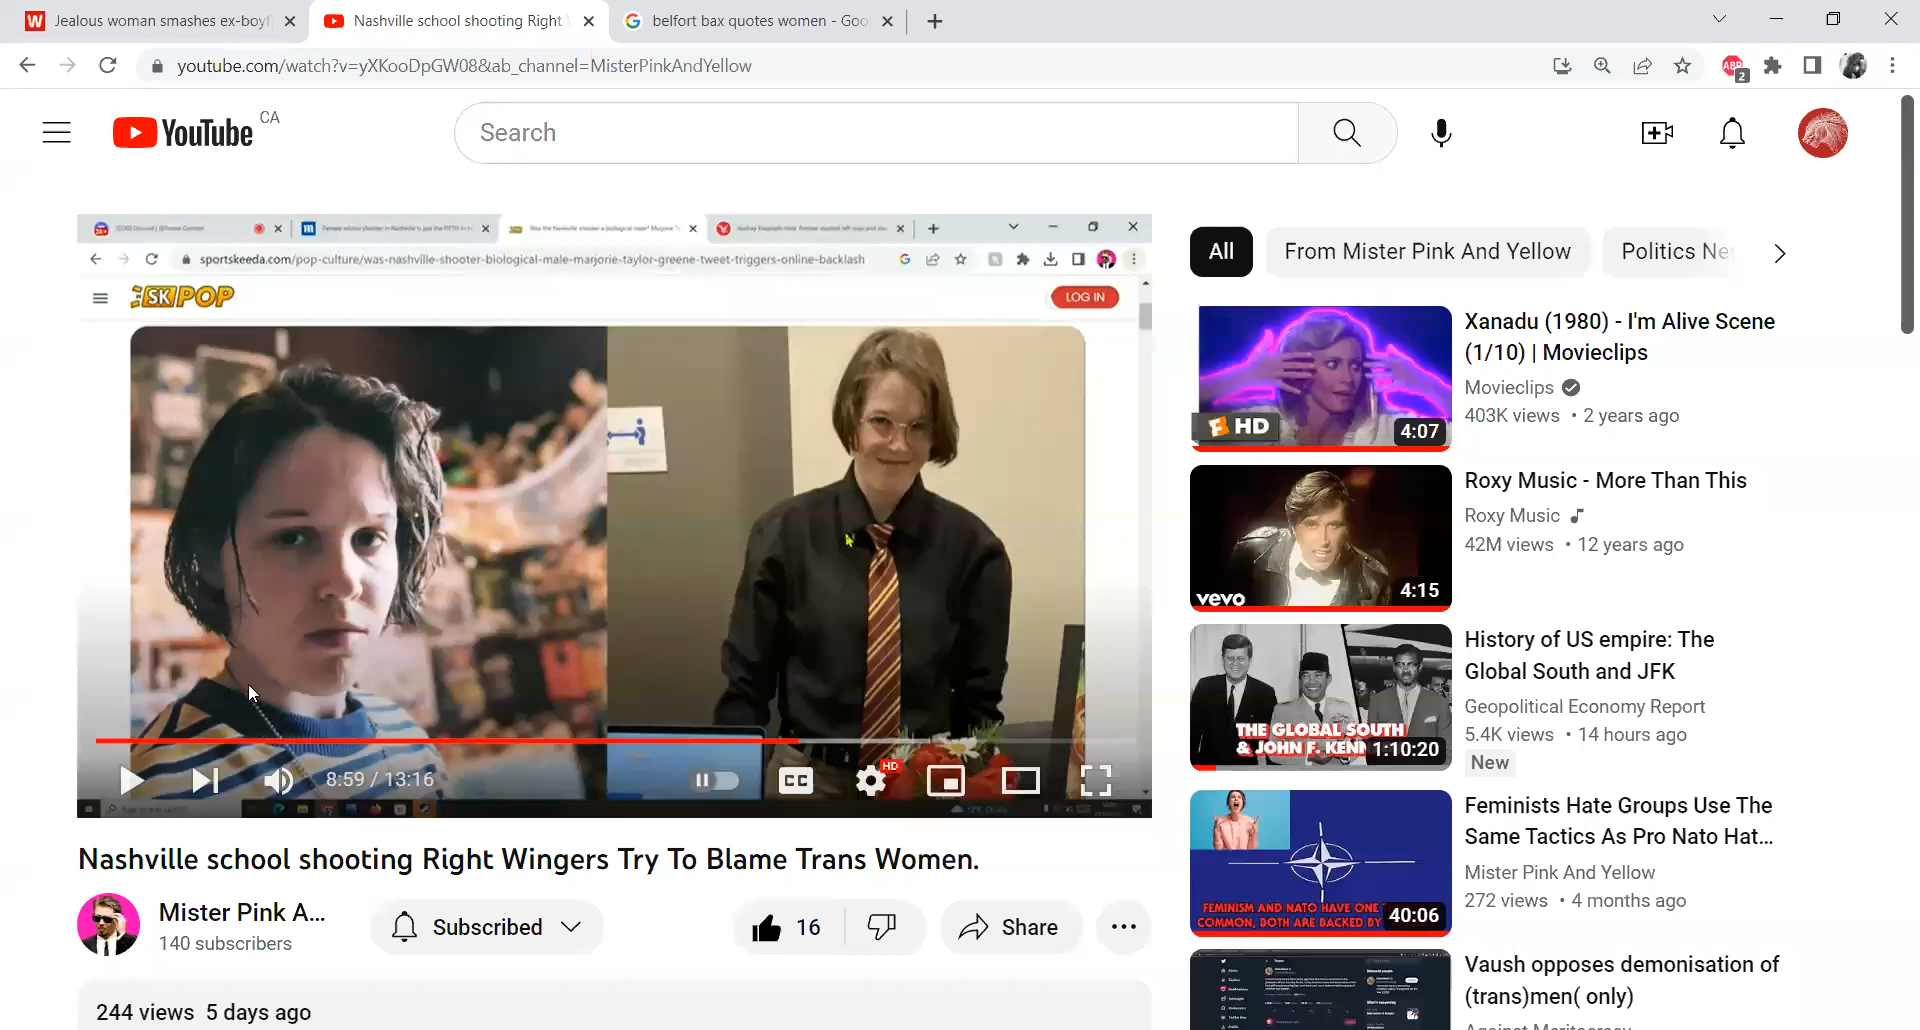 Jealous woman smashes ex-boyf
Nashville school shooting Right
belfort bax quotes women - Goo
youtube.com/watch?v=yXKooDpGW08&ab_channel=MisterPinkAndYellow
ABP
2
YouTube
CA
Search
sportskeeda.com/pop-culture/was-nashville-shooter-biological-male-marjorie-taylor-greene-tweet-triggers-online-backlash
SK POP
LOG IN
8:59 / 13:16
CC
HD
Nashville school shooting Right Wingers Try To Blame Trans Women.
Mister Pink A...
140 subscribers
Subscribed
16
Share
244 views 5 days ago
All
From Mister Pink And Yellow
Politics Ne
HD
4:07
Xanadu (1980) - I'm Alive Scene
(1/10) | Movieclips
Movieclips
403K views • 2 years ago
vevo
4:15
Roxy Music - More Than This
Roxy Music
42M views • 12 years ago
THE GLOBAL SOUTH
& JOHN F. KENN
1:10:20
History of US empire: The
Global South and JFK
Geopolitical Economy Report
5.4K views • 14 hours ago
New
FEMINISM AND NATO HAVE ONE
COMMON, BOTH ARE BACKED BY
40:06
Feminists Hate Groups Use The
Same Tactics As Pro Nato Hat...
Mister Pink And Yellow
272 views • 4 months ago
Vaush opposes demonisation of
(trans)men( only)